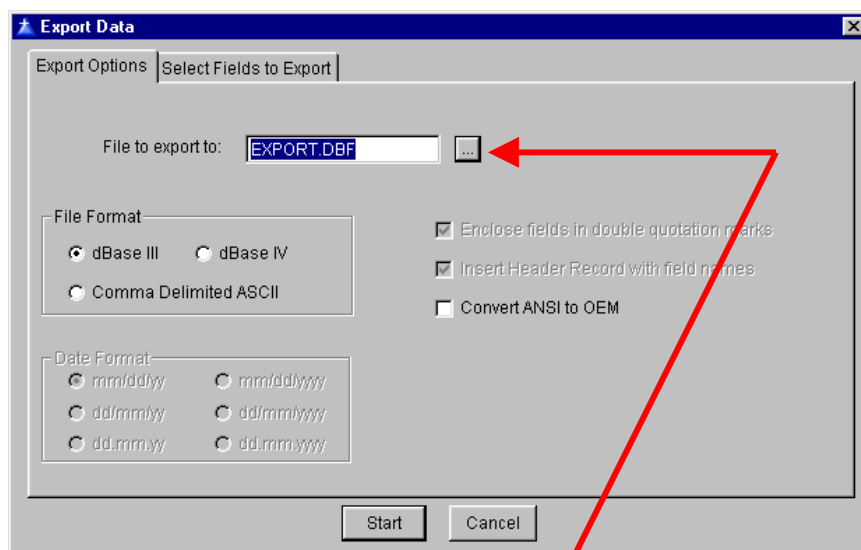 Export Data
Export Options Select Fields to Export
File to export to: EXPORT.DBF ...
File Format
dBase III dBase IV
Comma Delimited ASCII
Enclose fields in double quotation marks
Insert Header Record with field names
Convert ANSI to OEM
Date Format
mm/dd/yy mm/dd/yyyy
dd/mm/yy dd/mm/yyyy
dd.mm.yy dd.mm.yyyy
Start Cancel